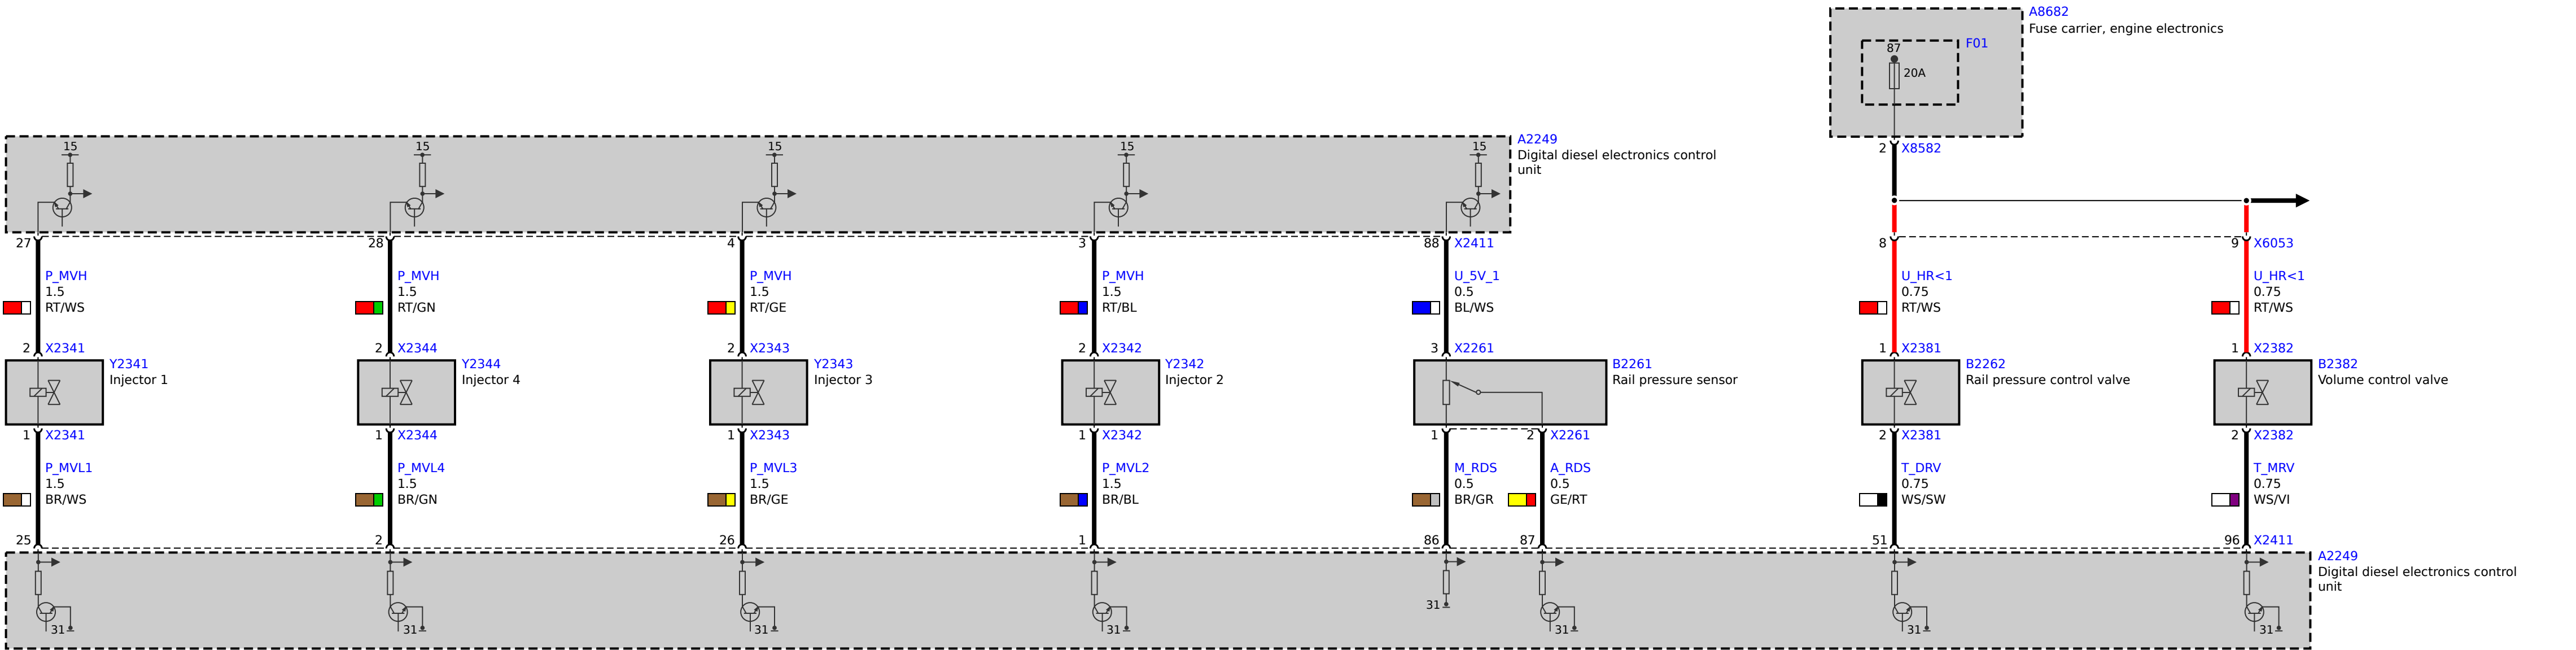 A8682
Fuse carrier, engine electronics
F01
87
20A
2 X8582
A2249
Digital diesel electronics control
unit
15 15 15 15 15
27 28 4 3 88 X2411 8 9 X6053
P_MVH P_MVH P_MVH P_MVH U_5V_1 U_HR<1 U_HR<1
1.5 1.5 1.5 1.5 0.5 0.75 0.75
RT/WS RT/GN RT/GE RT/BL BL/WS RT/WS RT/WS
2 X2341 2 X2344 2 X2343 2 X2342 3 X2261 1 X2381 1 X2382
Y2341 Y2344 Y2343 Y2342 B2261 B2262 B2382
Injector 1 Injector 4 Injector 3 Injector 2 Rail pressure sensor Rail pressure control valve Volume control valve
1 X2341 1 X2344 1 X2343 1 X2342 1 2 X2261 2 X2381 2 X2382
P_MVL1 P_MVL4 P_MVL3 P_MVL2 M_RDS A_RDS T_DRV T_MRV
1.5 1.5 1.5 1.5 0.5 0.5 0.75 0.75
BR/WS BR/GN BR/GE BR/BL BR/GR GE/RT WS/SW WS/VI
25 2 26 1 86 87 51 96 X2411
A2249
Digital diesel electronics control
unit
31
31 31 31 31 31 31 31